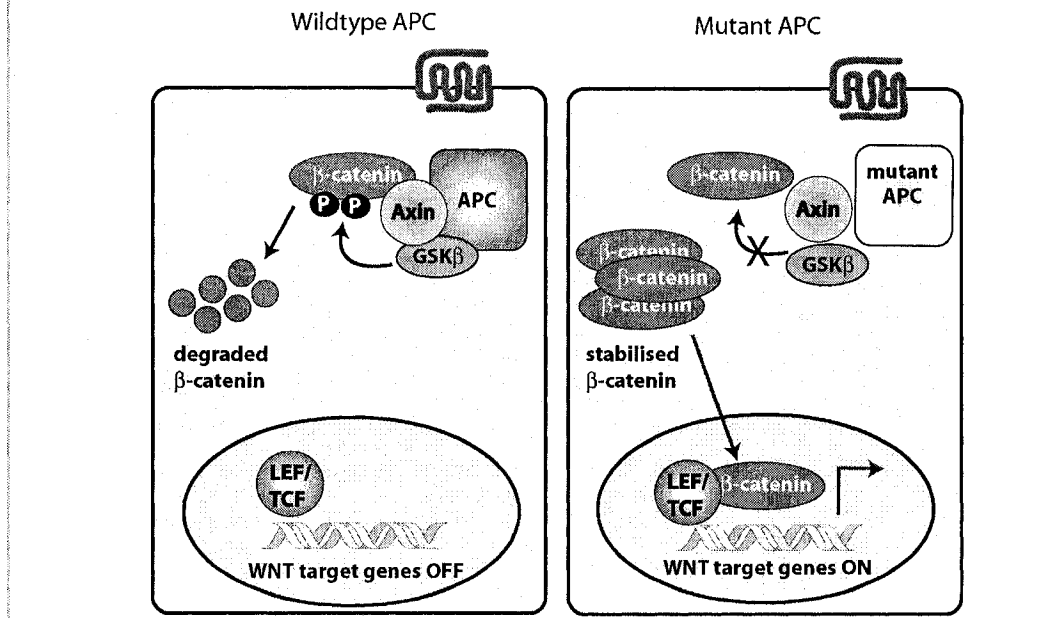 Wildtype APC
β-catenin
P P
Axin
APC
GSKβ
degraded
β-catenin
LEF/
TCF
WNT target genes OFF
Mutant APC
β-catenin
mutant
APC
Axin
X
GSKβ
β-catenin
β-catenin
β-catenin
stabilised
β-catenin
LEF/
TCF
β-catenin
WNT target genes ON